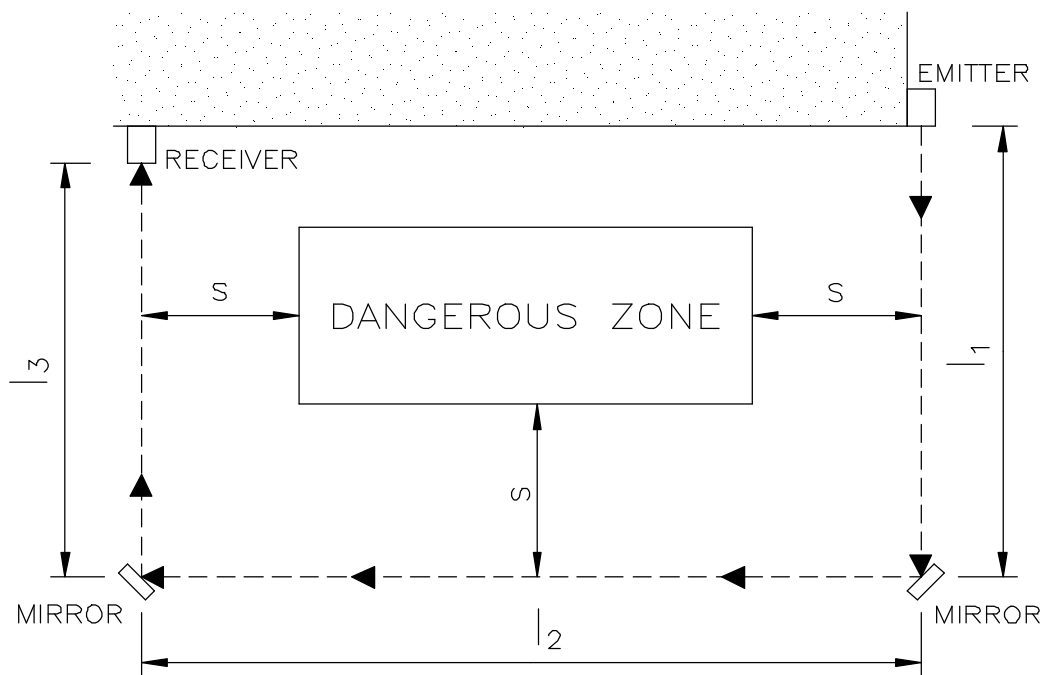 EMITTER
RECEIVER
S
S
DANGEROUS ZONE
l1
l3
S
MIRROR
MIRROR
l2